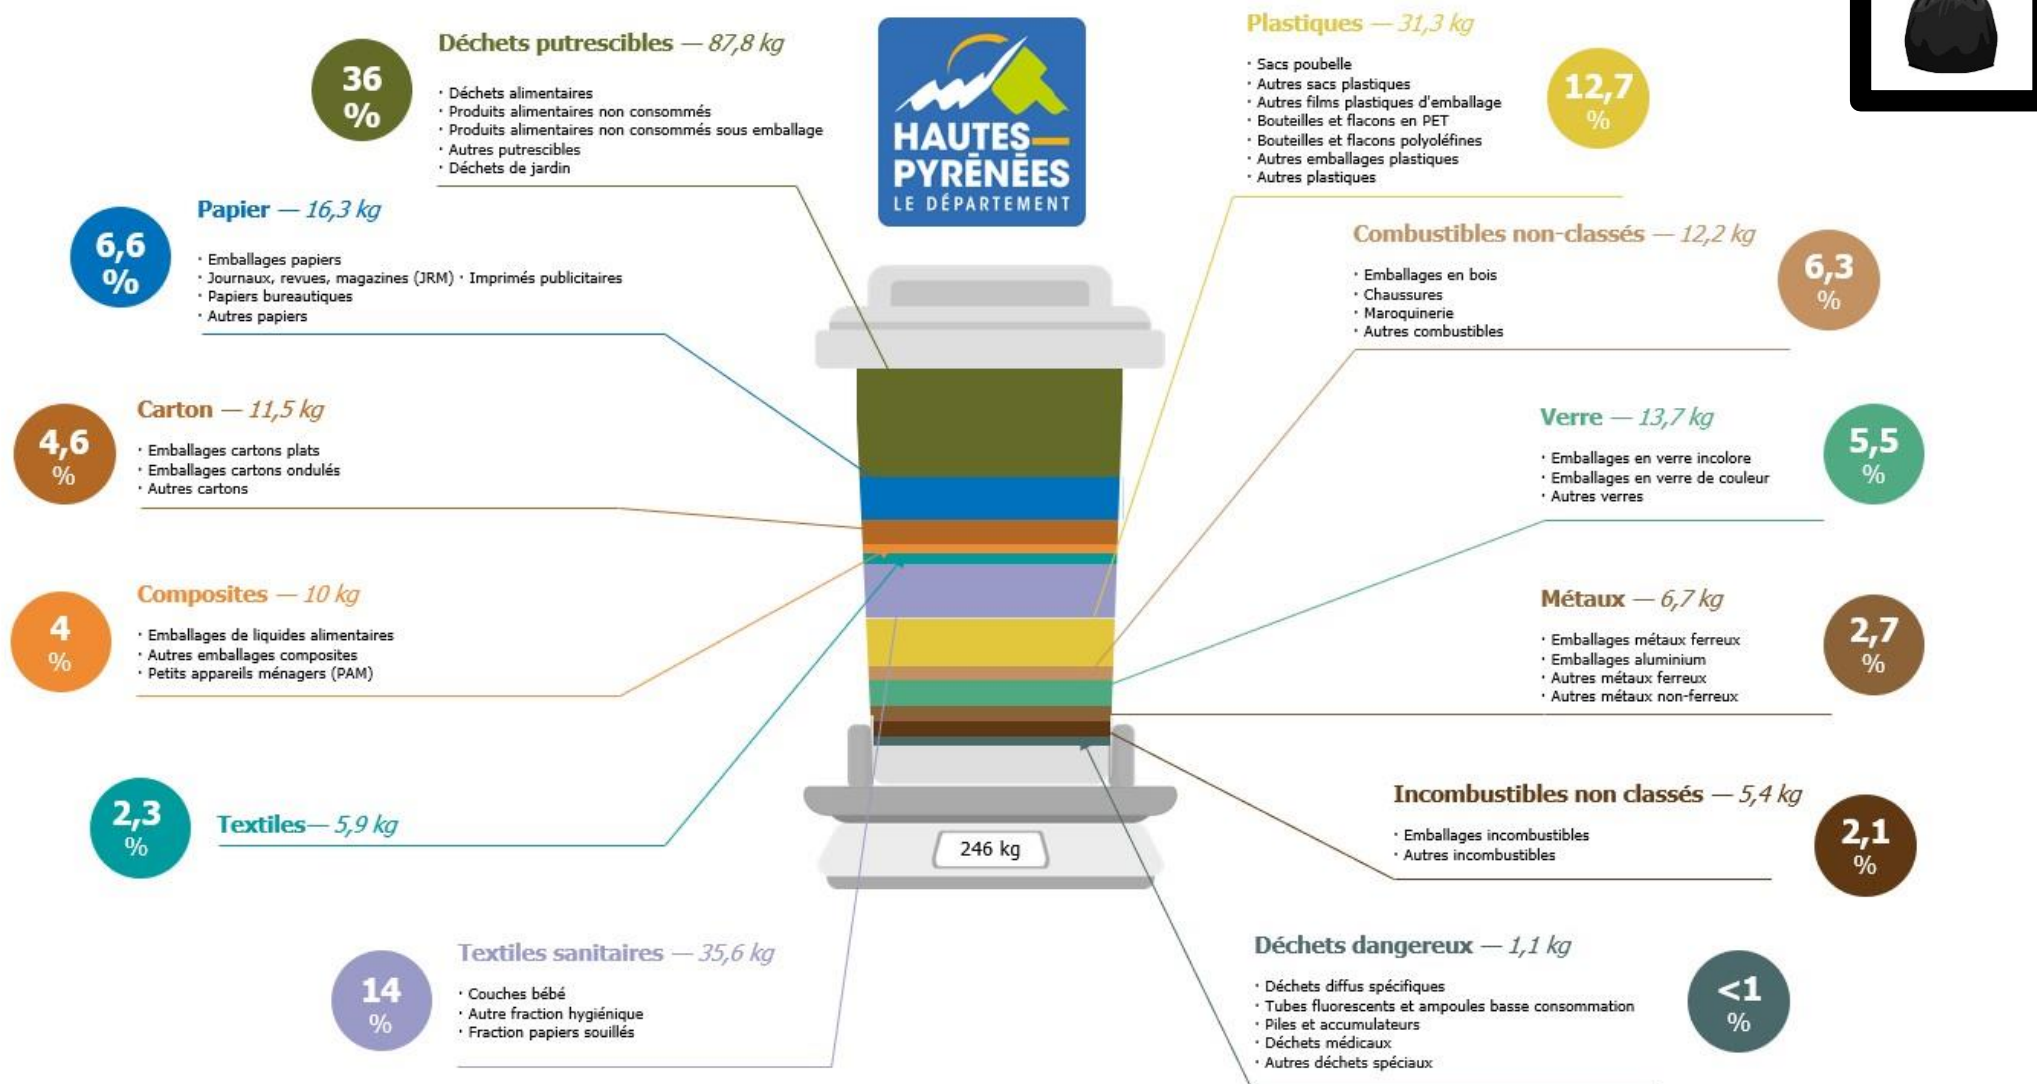 36
%
Déchets putrescibles — 87,8 kg
· Déchets alimentaires
· Produits alimentaires non consommés
· Produits alimentaires non consommés sous emballage
· Autres putrescibles
· Déchets de jardin
HAUTES—
PYRÉNÉES
LE DÉPARTEMENT
Plastiques — 31,3 kg
· Sacs poubelle
· Autres sacs plastiques
· Autres films plastiques d'emballage
· Bouteilles et flacons en PET
· Bouteilles et flacons polyoléfines
· Autres emballages plastiques
· Autres plastiques
12,7
%
6,6
%
Papier — 16,3 kg
· Emballages papiers
· Journaux, revues, magazines (JRM) · Imprimés publicitaires
· Papiers bureautiques
· Autres papiers
Combustibles non-classés — 12,2 kg
· Emballages en bois
· Chaussures
· Maroquinerie
· Autres combustibles
6,3
%
4,6
%
Carton — 11,5 kg
· Emballages cartons plats
· Emballages cartons ondulés
· Autres cartons
Verre — 13,7 kg
· Emballages en verre incolore
· Emballages en verre de couleur
· Autres verres
5,5
%
4
%
Composites — 10 kg
· Emballages de liquides alimentaires
· Autres emballages composites
· Petits appareils ménagers (PAM)
Métaux — 6,7 kg
· Emballages métaux ferreux
· Emballages aluminium
· Autres métaux ferreux
· Autres métaux non-ferreux
2,7
%
2,3
%
Textiles— 5,9 kg
246 kg
Incombustibles non classés — 5,4 kg
· Emballages incombustibles
· Autres incombustibles
2,1
%
14
%
Textiles sanitaires — 35,6 kg
· Couches bébé
· Autre fraction hygiénique
· Fraction papiers souillés
Déchets dangereux — 1,1 kg
· Déchets diffus spécifiques
· Tubes fluorescents et ampoules basse consommation
· Piles et accumulateurs
· Déchets médicaux
· Autres déchets spéciaux
<1
%